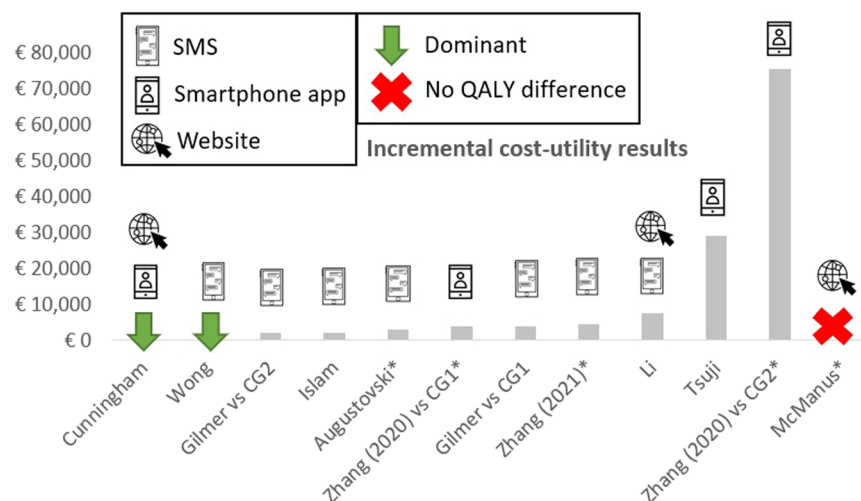 € 80,000
€ 70,000
€ 60,000
€ 50,000
€ 40,000
€ 30,000
€ 20,000
€ 10,000
€ 0
SMS
Smartphone app
Website
Dominant
No QALY difference
Incremental cost-utility results
Cunningham
Wong
Gilmer vs CG2
Islam
Augustovski*
Zhang (2020) vs CG1*
Gilmer vs CG1
Zhang (2021)*
Li
Tsuji
Zhang (2020) vs CG2*
McManus*